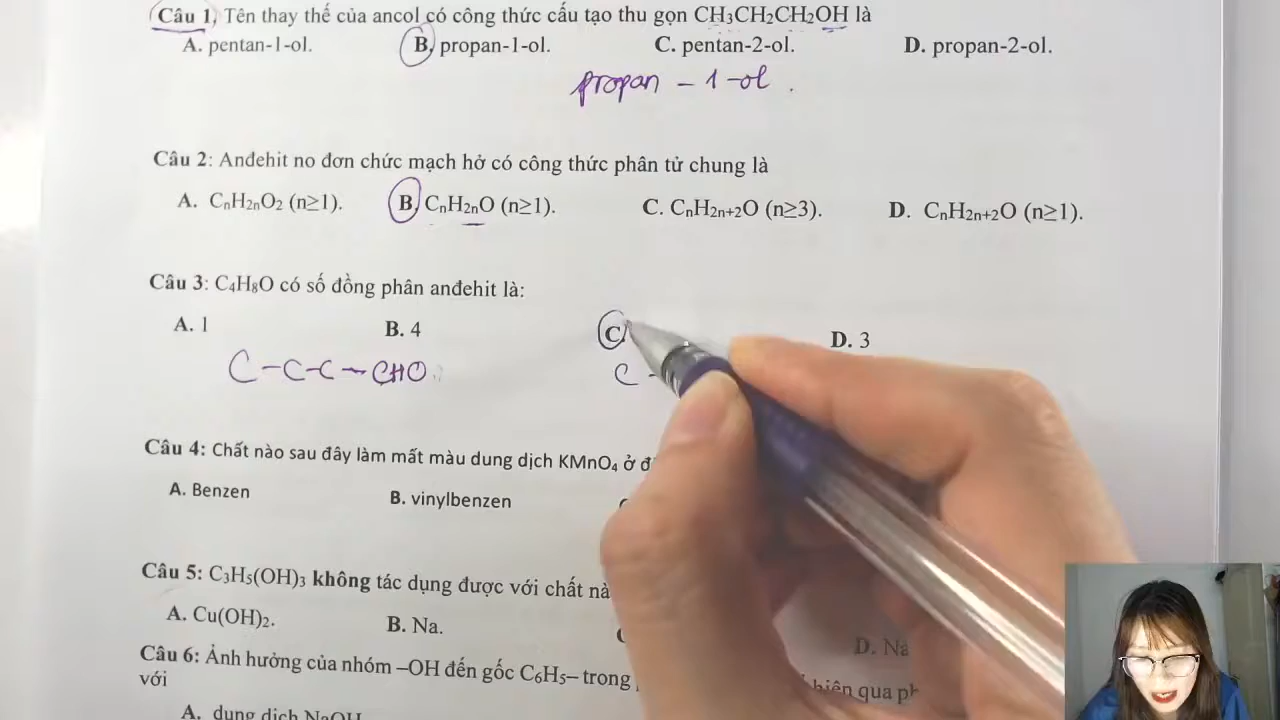 Câu 1, Tên thay thế của ancol có công thức cấu tạo thu gọn CH₃CH₂CH₂OH là
A. pentan-1-ol. B, propan-1-ol. C. pentan-2-ol. D. propan-2-ol.
propan - 1 -ol .
Câu 2: Anđehit no đơn chức mạch hở có công thức phân tử chung là
A. CₙH₂ₙO₂ (n≥1). B, CₙH₂ₙO (n≥1). C. CₙH₂ₙ₊₂O (n≥3). D. CₙH₂ₙ₊₂O (n≥1).
Câu 3: C₄H₈O có số đồng phân anđehit là:
A. 1 B. 4 C. D. 3
C-C-C-CHO C -
Câu 4: Chất nào sau đây làm mất màu dung dịch KMnO₄ ở
A. Benzen B. vinylbenzen
Câu 5: C₃H₅(OH)₃ không tác dụng được với chất
A. Cu(OH)₂. B. Na. D.
Câu 6: Ảnh hưởng của nhóm –OH đến gốc C₆H₅– trong hiện qua
với
A. dung dịch NaOH